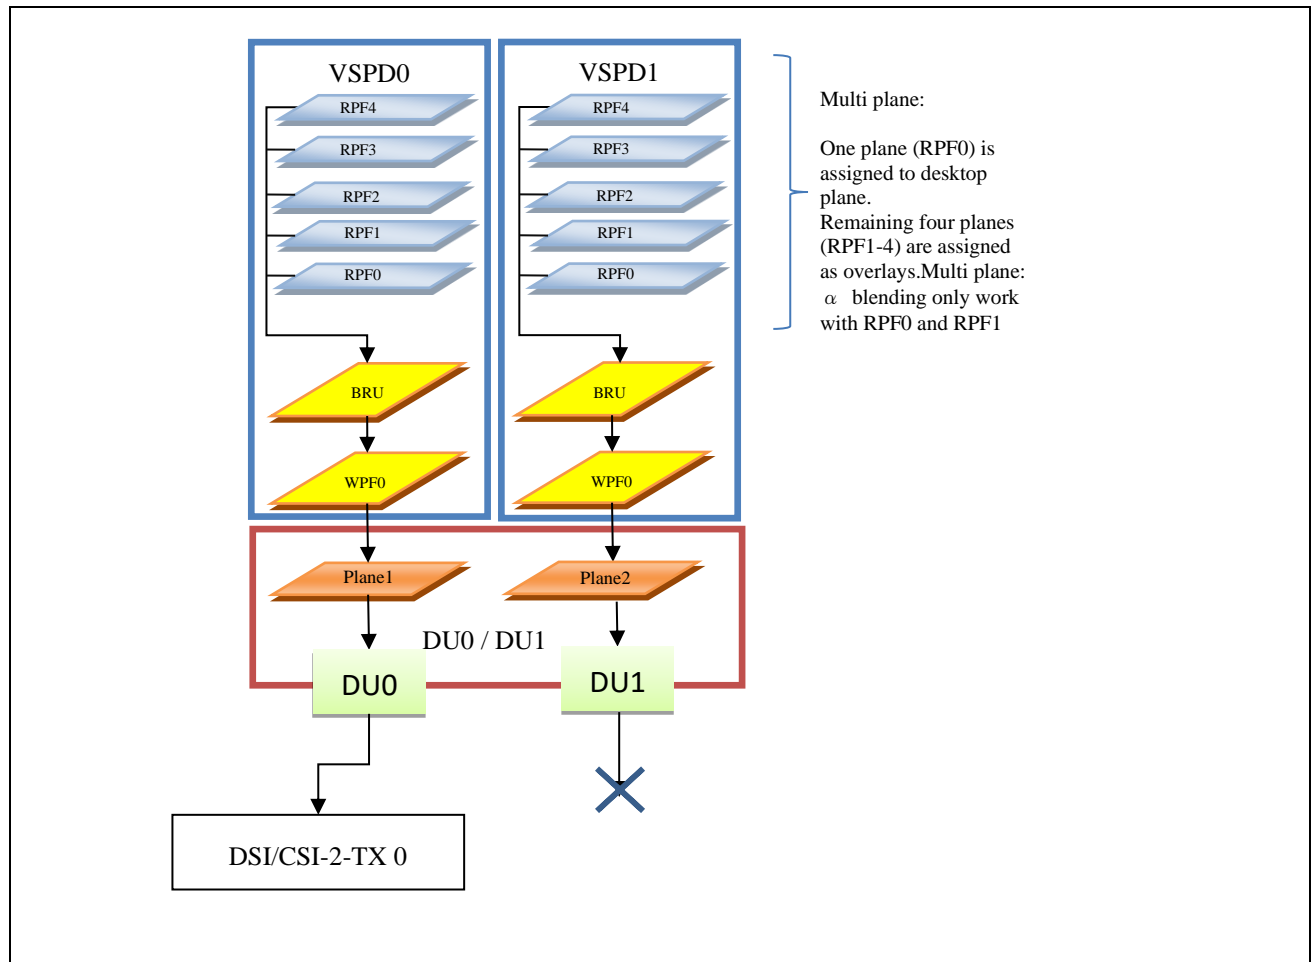 VSPD0
RPF4
RPF3
RPF2
RPF1
RPF0
BRU
WPF0
VSPD1
RPF4
RPF3
RPF2
RPF1
RPF0
BRU
WPF0
Multi plane:
One plane (RPF0) is
assigned to desktop
plane.
Remaining four planes
(RPF1-4) are assigned
as overlays.Multi plane:
α blending only work
with RPF0 and RPF1
Plane1
Plane2
DU0 / DU1
DU0
DU1
DSI/CSI-2-TX 0